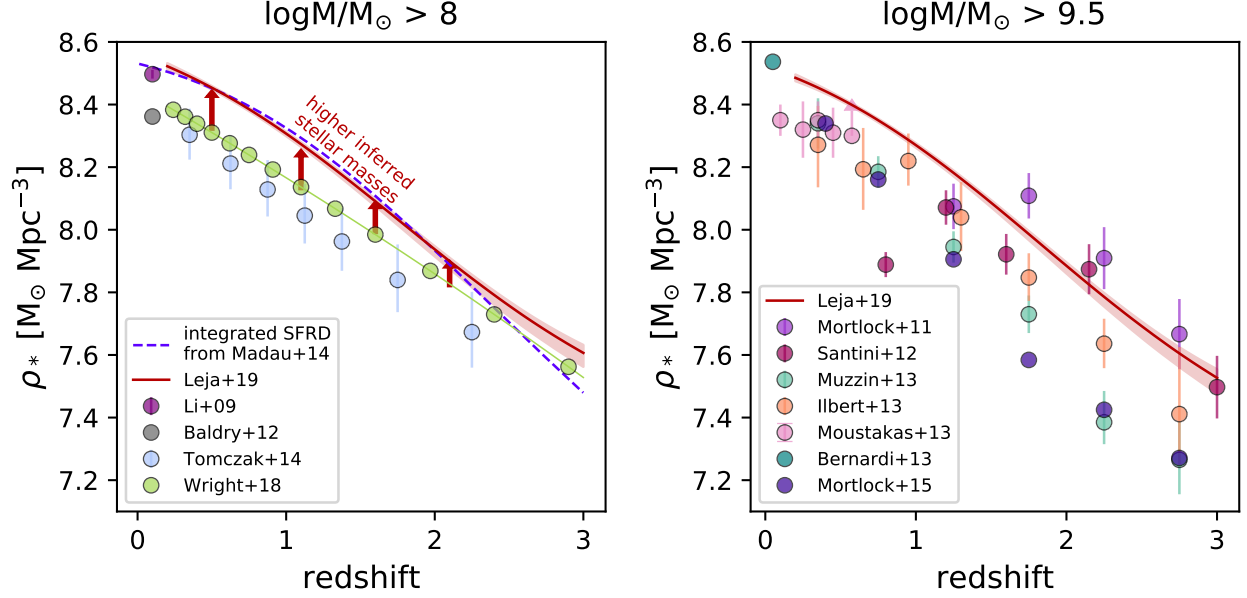 logM/M⊙ > 8
8.6
8.4
8.2
8.0
7.8
7.6
7.4
7.2
ρ* [M⊙ Mpc⁻³]
higher inferred
stellar masses
integrated SFRD
from Madau+14
Leja+19
Li+09
Baldry+12
Tomczak+14
Wright+18
0
1
2
3
redshift
logM/M⊙ > 9.5
8.6
8.4
8.2
8.0
7.8
7.6
7.4
7.2
ρ* [M⊙ Mpc⁻³]
Leja+19
Mortlock+11
Santini+12
Muzzin+13
Ilbert+13
Moustakas+13
Bernardi+13
Mortlock+15
0
1
2
3
redshift